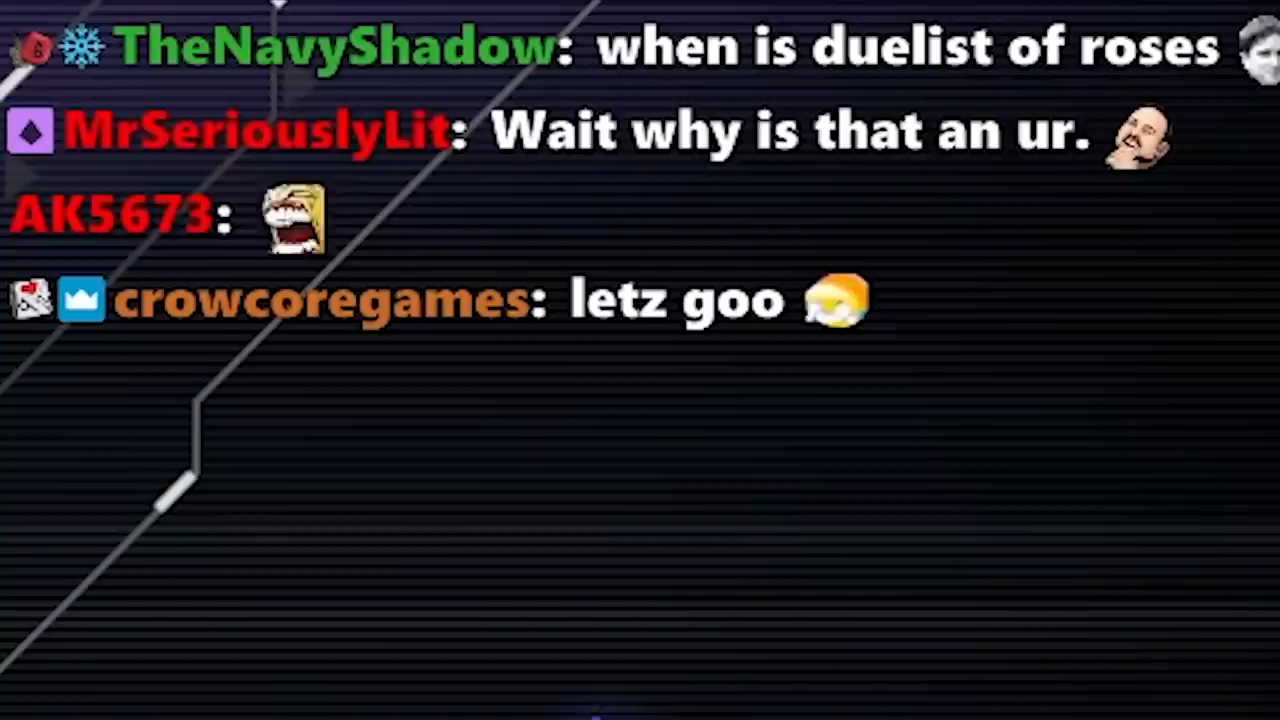 TheNavyShadow: when is duelist of roses
MrSeriouslyLit: Wait why is that an ur.
AK5673:
crowcoregames: letz goo